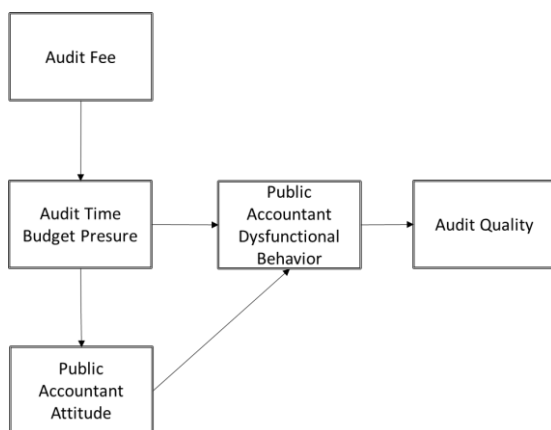 Audit Fee
Audit Time
Budget Presure
Public
Accountant
Dysfunctional
Behavior
Audit Quality
Public
Accountant
Attitude